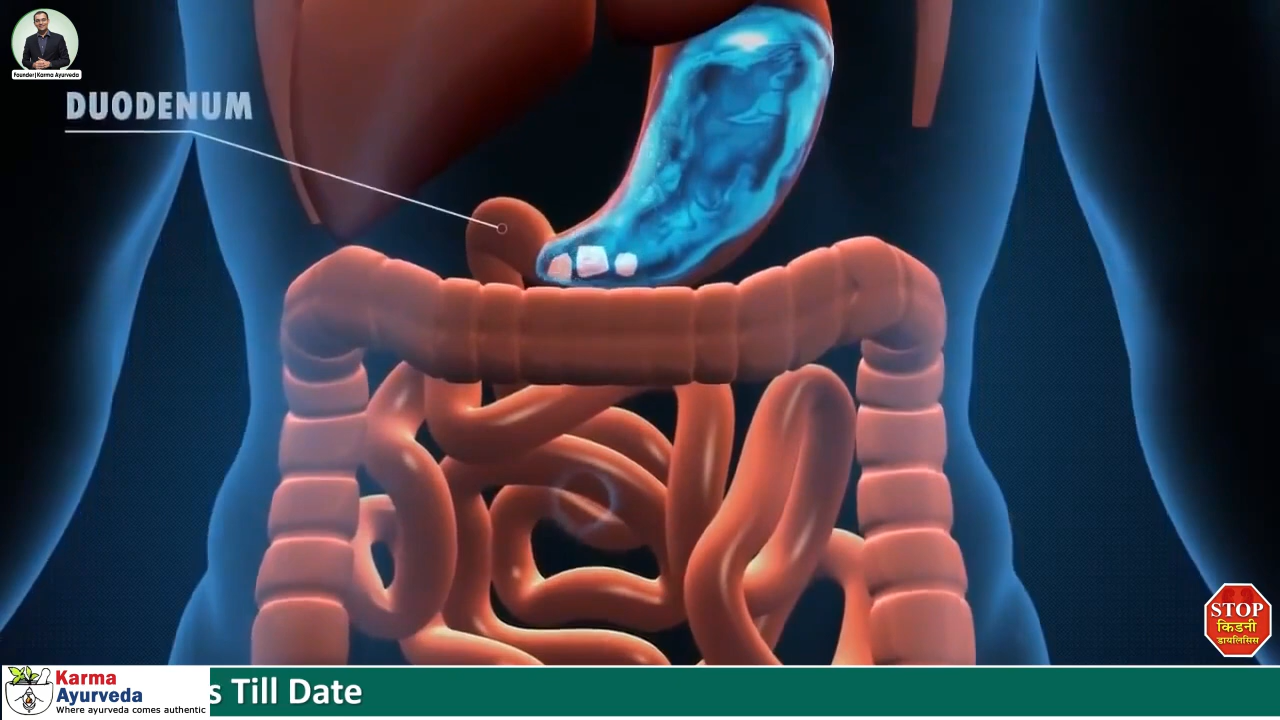 Founder|Karma Ayurveda
DUODENUM
STOP
किडनी
डायलिसिस
Karma
Ayurveda
Where ayurveda comes authentic
s Till Date